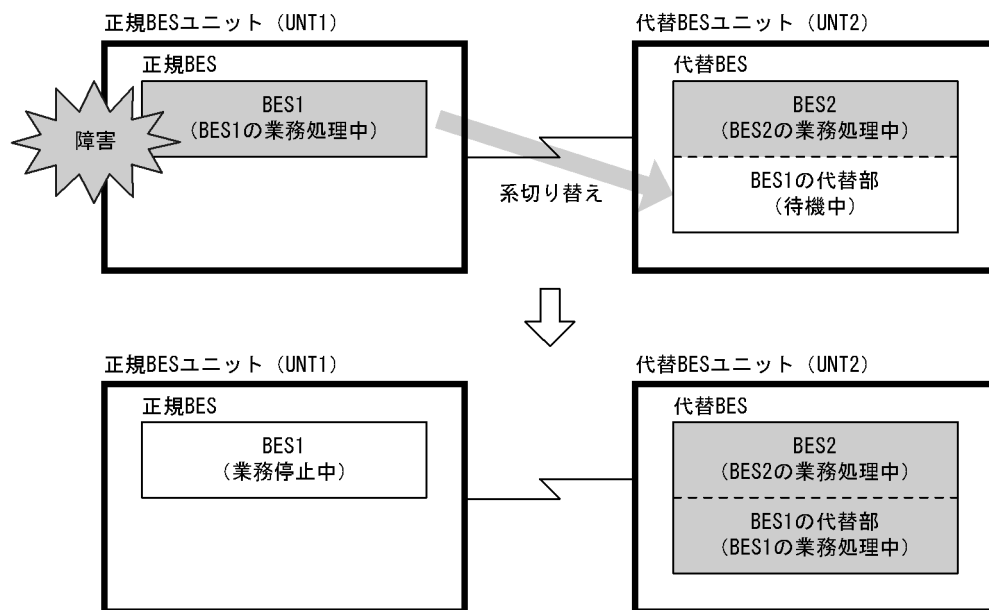 正規BESユニット（UNT1）
代替BESユニット（UNT2）
正規BES
BES1
（BES1の業務処理中）
障害
系切り替え
代替BES
BES2
（BES2の業務処理中）
BES1の代替部
（待機中）
正規BESユニット（UNT1）
代替BESユニット（UNT2）
正規BES
BES1
（業務停止中）
代替BES
BES2
（BES2の業務処理中）
BES1の代替部
（BES1の業務処理中）